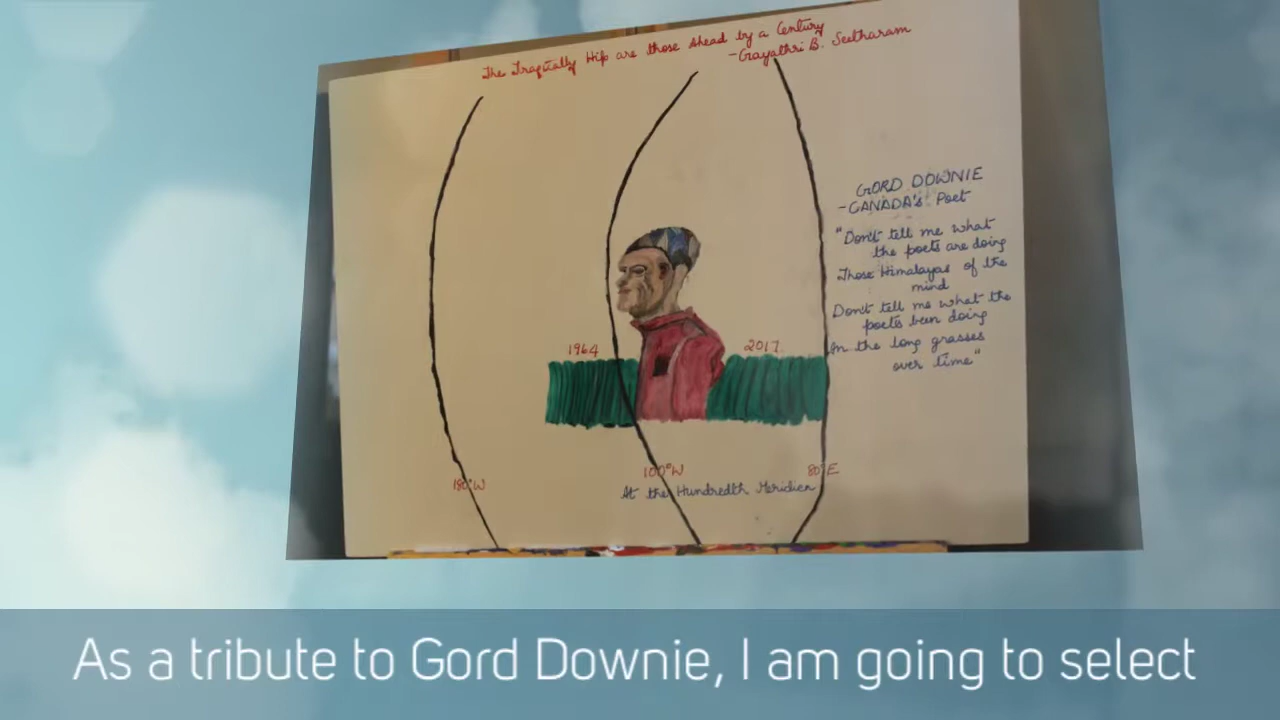 The Tragically Hip are those ahead by a Century
-Gayathri B. Seetharam
GORD DOWNIE
-CANADA's Poet
"Don't tell me what
the poets are doing
Those Himalayas of the
mind
Don't tell me what the
poets been doing
In the long grasses
over time"
1964
2017
180°W
100°W
80°E
At the Hundredth Meridian
As a tribute to Gord Downie, I am going to select